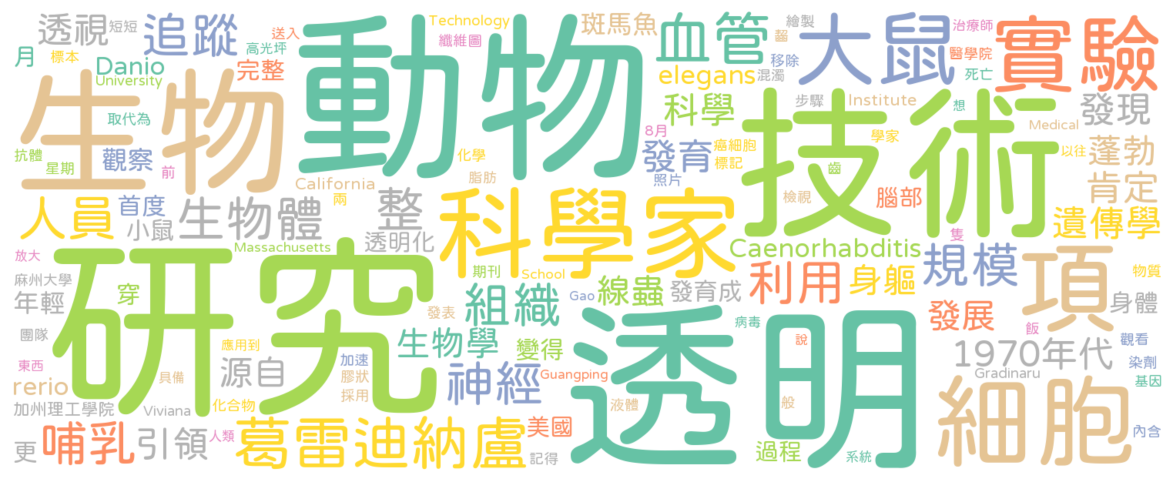 透視
短短
追蹤
動物
Technology
纖維圖
斑馬魚
血管
繪製
齧
大鼠
治療師
實驗
送入
高光坪
月
標本
Danio
University
完整
elegans
移除
混濁
醫學院
死亡
生物
技術
取代為
科學
步驟
Institute
想
發現
Medical
抗體
星期
觀察
前
化學
脂肪
發育
8月
照片
癌細胞
標記
學家
以往
蓬勃
California
兩
檢視
齒
肯定
人員
首度
小鼠
生物體
整
透明化
科學家
腦部
遺傳學
Massachusetts
Caenorhabditis
隻
放大
研究
期刊
School
利用
身軀
規模
項
物質
麻州大學
年輕
穿
組織
Gao
線蟲
發育成
身體
團隊
發表
透明
病毒
發展
飯
觀看
應用到
生物學
變得
說
1970年代
染劑
東西
源自
加速
神經
Guangping
Gradinaru
基因
rerio
具備
膠狀
採用
般
細胞
加州理工學院
Viviana
化合物
液體
更
哺乳
引領
人類
葛雷迪納盧
美國
記得
過程
系統
內含